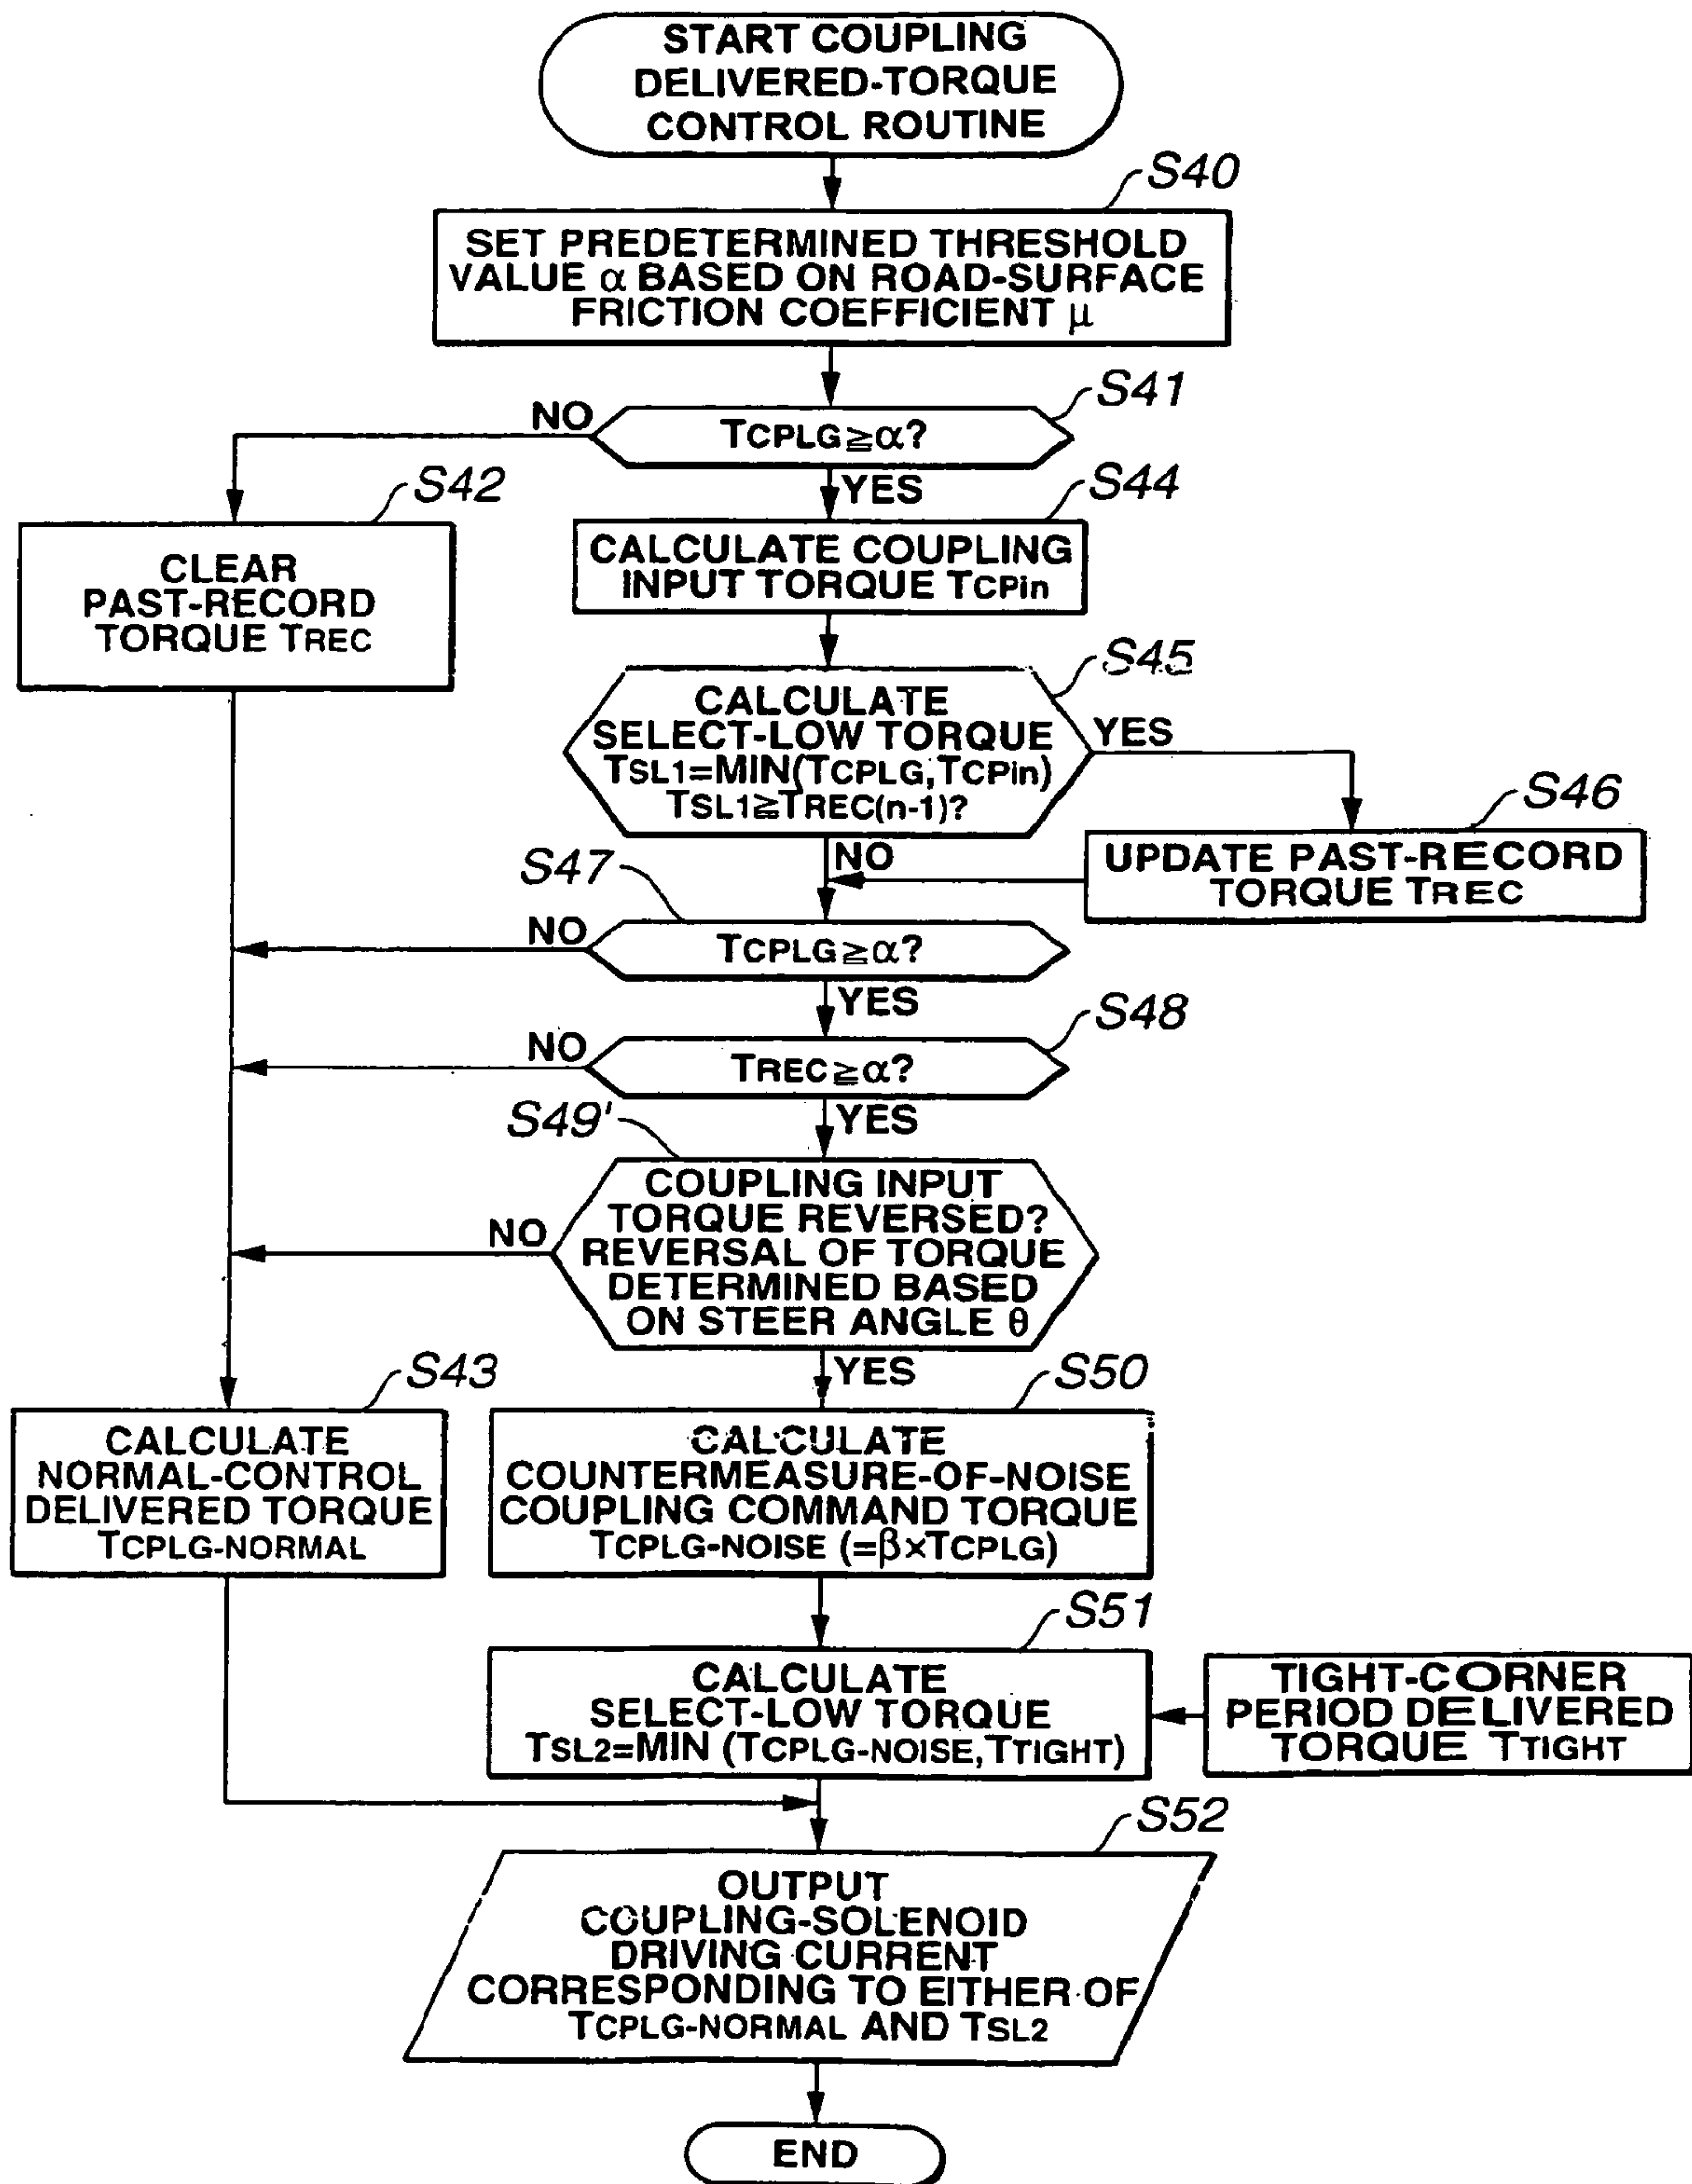 START COUPLING
DELIVERED-TORQUE
CONTROL ROUTINE
S40
SET PREDETERMINED THRESHOLD
VALUE α BASED ON ROAD-SURFACE
FRICTION COEFFICIENT μ
S41
NO
TCPLG≧α?
YES
S42
CLEAR
PAST-RECORD
TORQUE TREC
S44
CALCULATE COUPLING
INPUT TORQUE TCPin
S45
CALCULATE
SELECT-LOW TORQUE
TSL1=MIN(TCPLG,TCPin)
TSL1≧TREC(n-1)?
YES
NO
S46
UPDATE PAST-RECORD
TORQUE TREC
S47
NO
TCPLG≧α?
YES
S48
NO
TREC≧α?
YES
S49'
NO
COUPLING INPUT
TORQUE REVERSED?
REVERSAL OF TORQUE
DETERMINED BASED
ON STEER ANGLE θ
YES
S43
CALCULATE
NORMAL-CONTROL
DELIVERED TORQUE
TCPLG-NORMAL
S50
CALCULATE
COUNTERMEASURE-OF-NOISE
COUPLING COMMAND TORQUE
TCPLG-NOISE (=β×TCPLG)
S51
CALCULATE
SELECT-LOW TORQUE
TSL2=MIN (TCPLG-NOISE,TTIGHT)
TIGHT-CORNER
PERIOD DELIVERED
TORQUE TTIGHT
S52
OUTPUT
COUPLING-SOLENOID
DRIVING CURRENT
CORRESPONDING TO EITHER OF
TCPLG-NORMAL AND TSL2
END